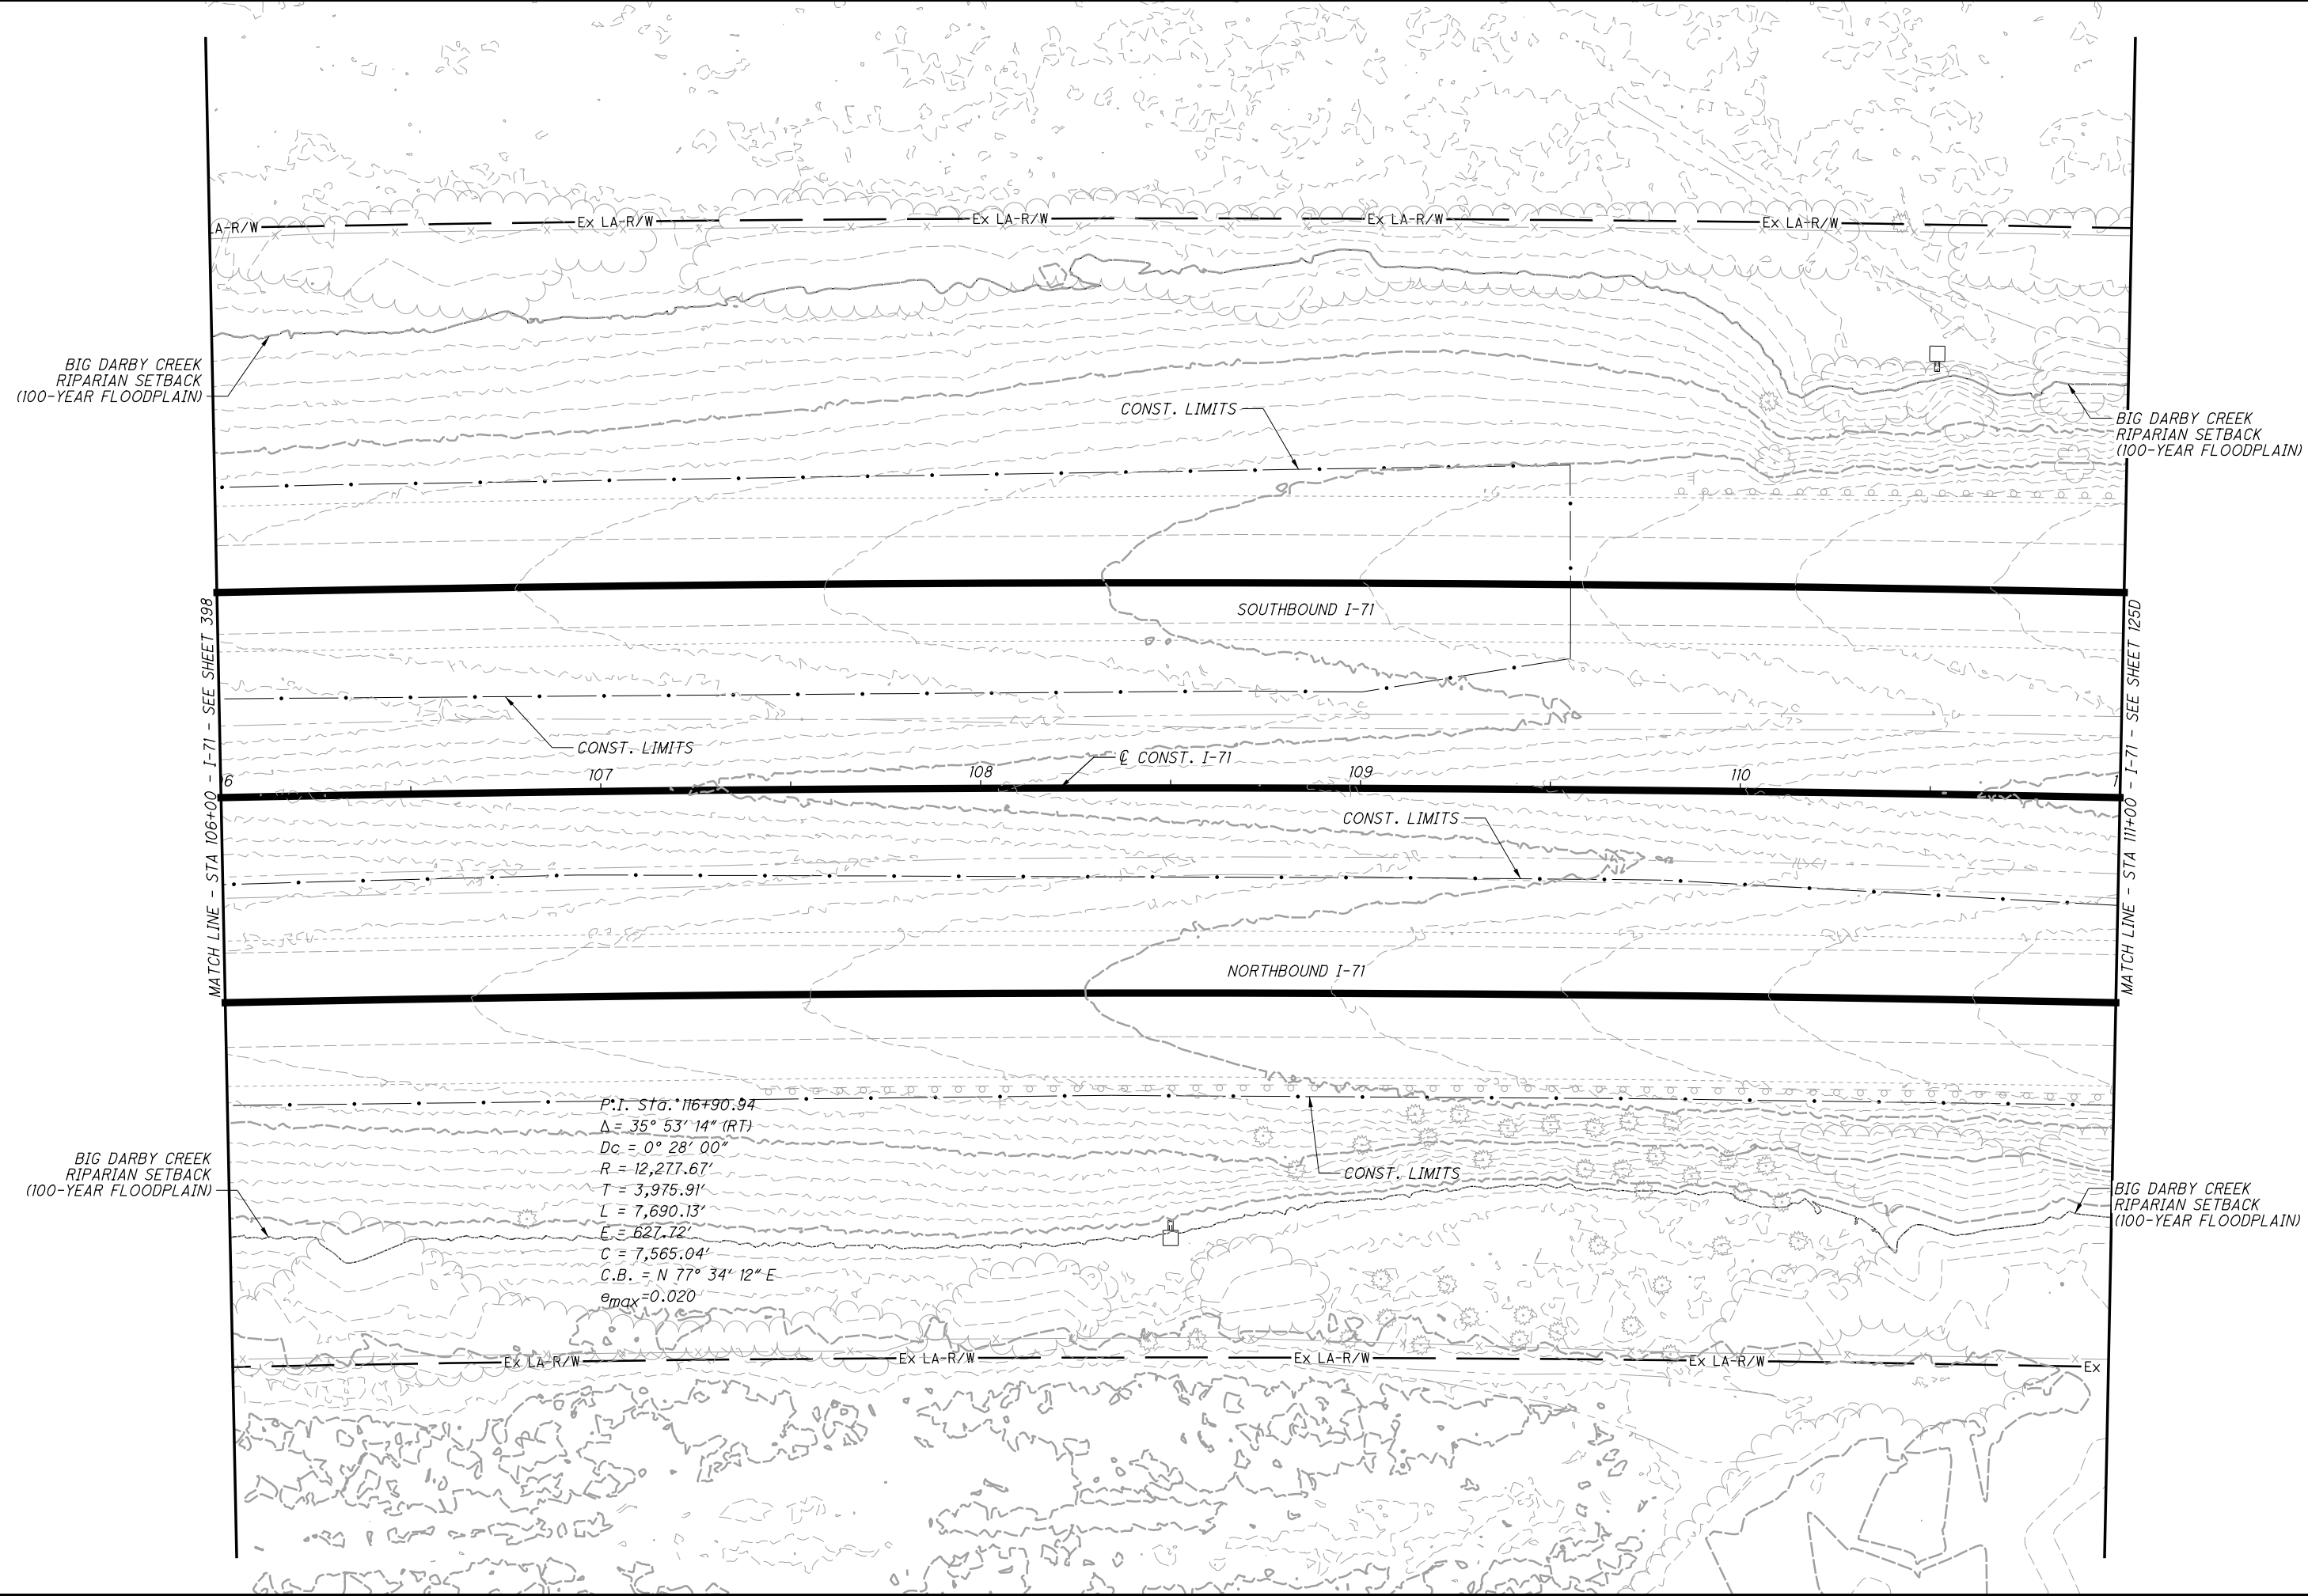 LA-R/W
Ex LA-R/W
Ex LA-R/W
Ex LA-R/W
Ex LA-R/W
BIG DARBY CREEK
RIPARIAN SETBACK
(100-YEAR FLOODPLAIN)
CONST. LIMITS
BIG DARBY CREEK
RIPARIAN SETBACK
(100-YEAR FLOODPLAIN)
SOUTHBOUND I-71
MATCH LINE - STA 106+00 - I-71 - SEE SHEET 398
MATCH LINE - STA 111+00 - I-71 - SEE SHEET 125D
CONST. LIMITS
℄ CONST. I-71
6
107
108
109
110
1
CONST. LIMITS
NORTHBOUND I-71
P.I. Sta. 116+90.94
Δ = 35° 53' 14" (RT)
Dc = 0° 28' 00"
R = 12,277.67'
T = 3,975.91'
L = 7,690.13'
E = 627.72'
C = 7,565.04'
C.B. = N 77° 34' 12" E
emax=0.020
CONST. LIMITS
BIG DARBY CREEK
RIPARIAN SETBACK
(100-YEAR FLOODPLAIN)
BIG DARBY CREEK
RIPARIAN SETBACK
(100-YEAR FLOODPLAIN)
Ex LA-R/W
Ex LA-R/W
Ex LA-R/W
Ex LA-R/W
Ex